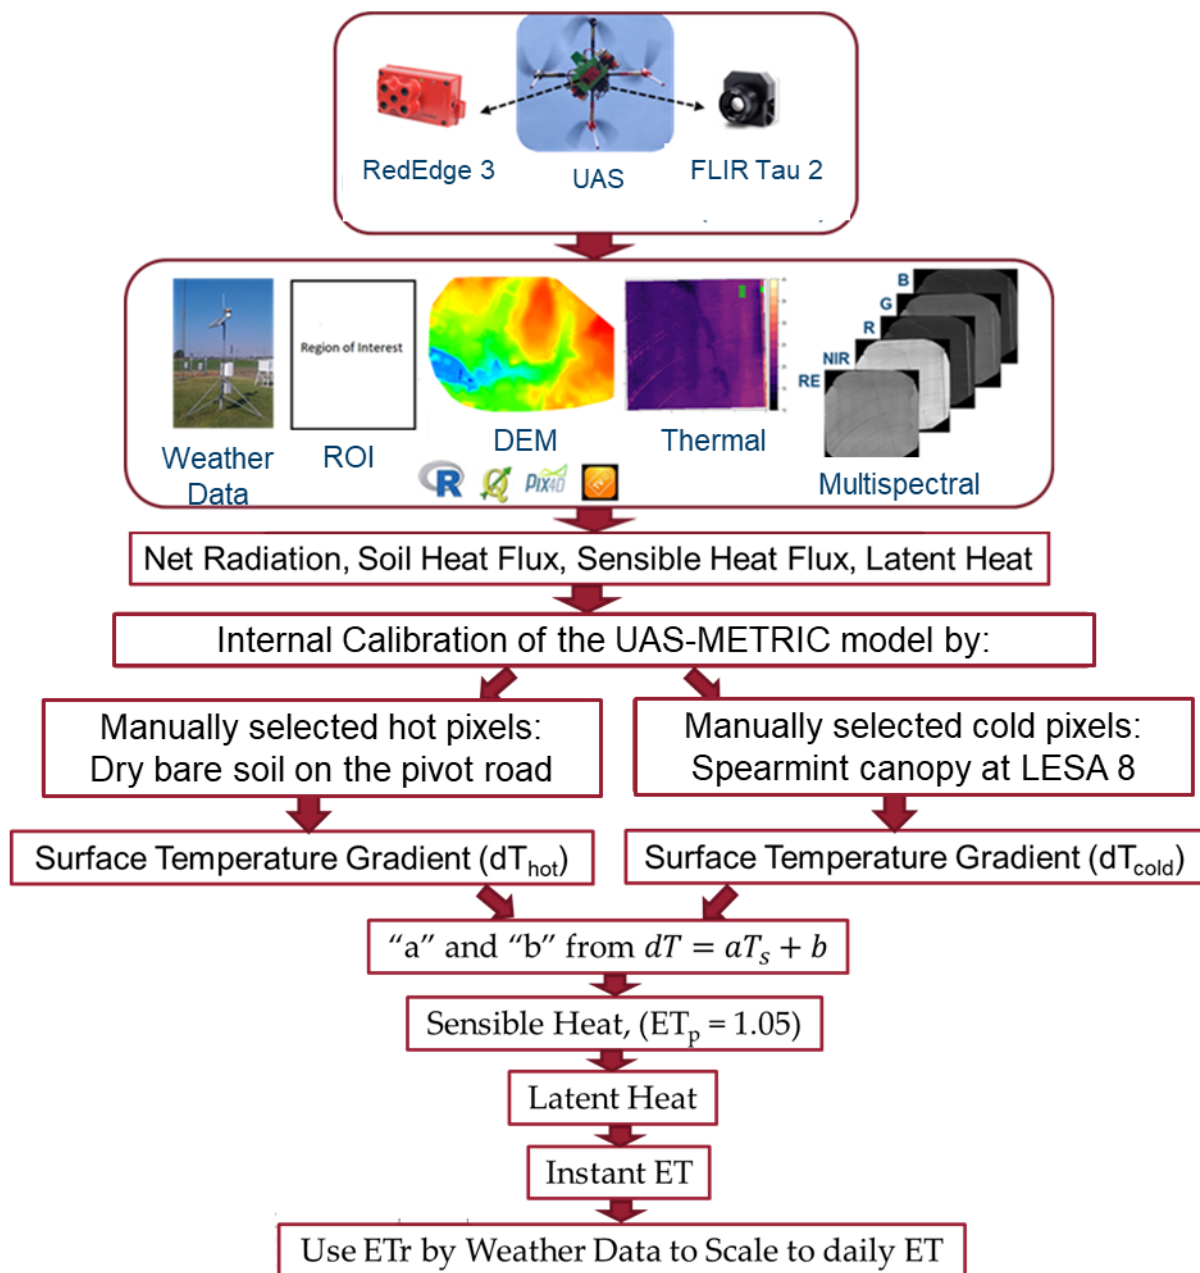 RedEdge 3
UAS
FLIR Tau 2
Region of Interest
B
G
R
NIR
RE
Weather
Data
ROI
DEM
Thermal
Multispectral
R
Q
PIX4D
Net Radiation, Soil Heat Flux, Sensible Heat Flux, Latent Heat
Internal Calibration of the UAS-METRIC model by:
Manually selected hot pixels:
Dry bare soil on the pivot road
Manually selected cold pixels:
Spearmint canopy at LESA 8
Surface Temperature Gradient (dT_hot)
Surface Temperature Gradient (dT_cold)
“a” and “b” from dT = aT_s + b
Sensible Heat, (ET_p = 1.05)
Latent Heat
Instant ET
Use ETr by Weather Data to Scale to daily ET